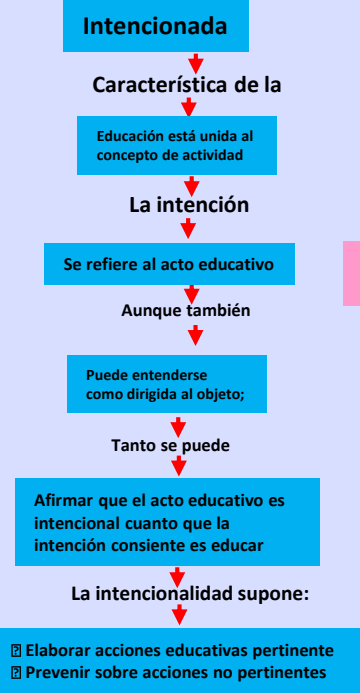 Intencionada
Característica de la
Educación está unida al
concepto de actividad
La intención
Se refiere al acto educativo
Aunque también
Puede entenderse
como dirigida al objeto;
Tanto se puede
Afirmar que el acto educativo es
intencional cuanto que la
intención consiente es educar
La intencionalidad supone:
⍰ Elaborar acciones educativas pertinente
⍰ Prevenir sobre acciones no pertinentes